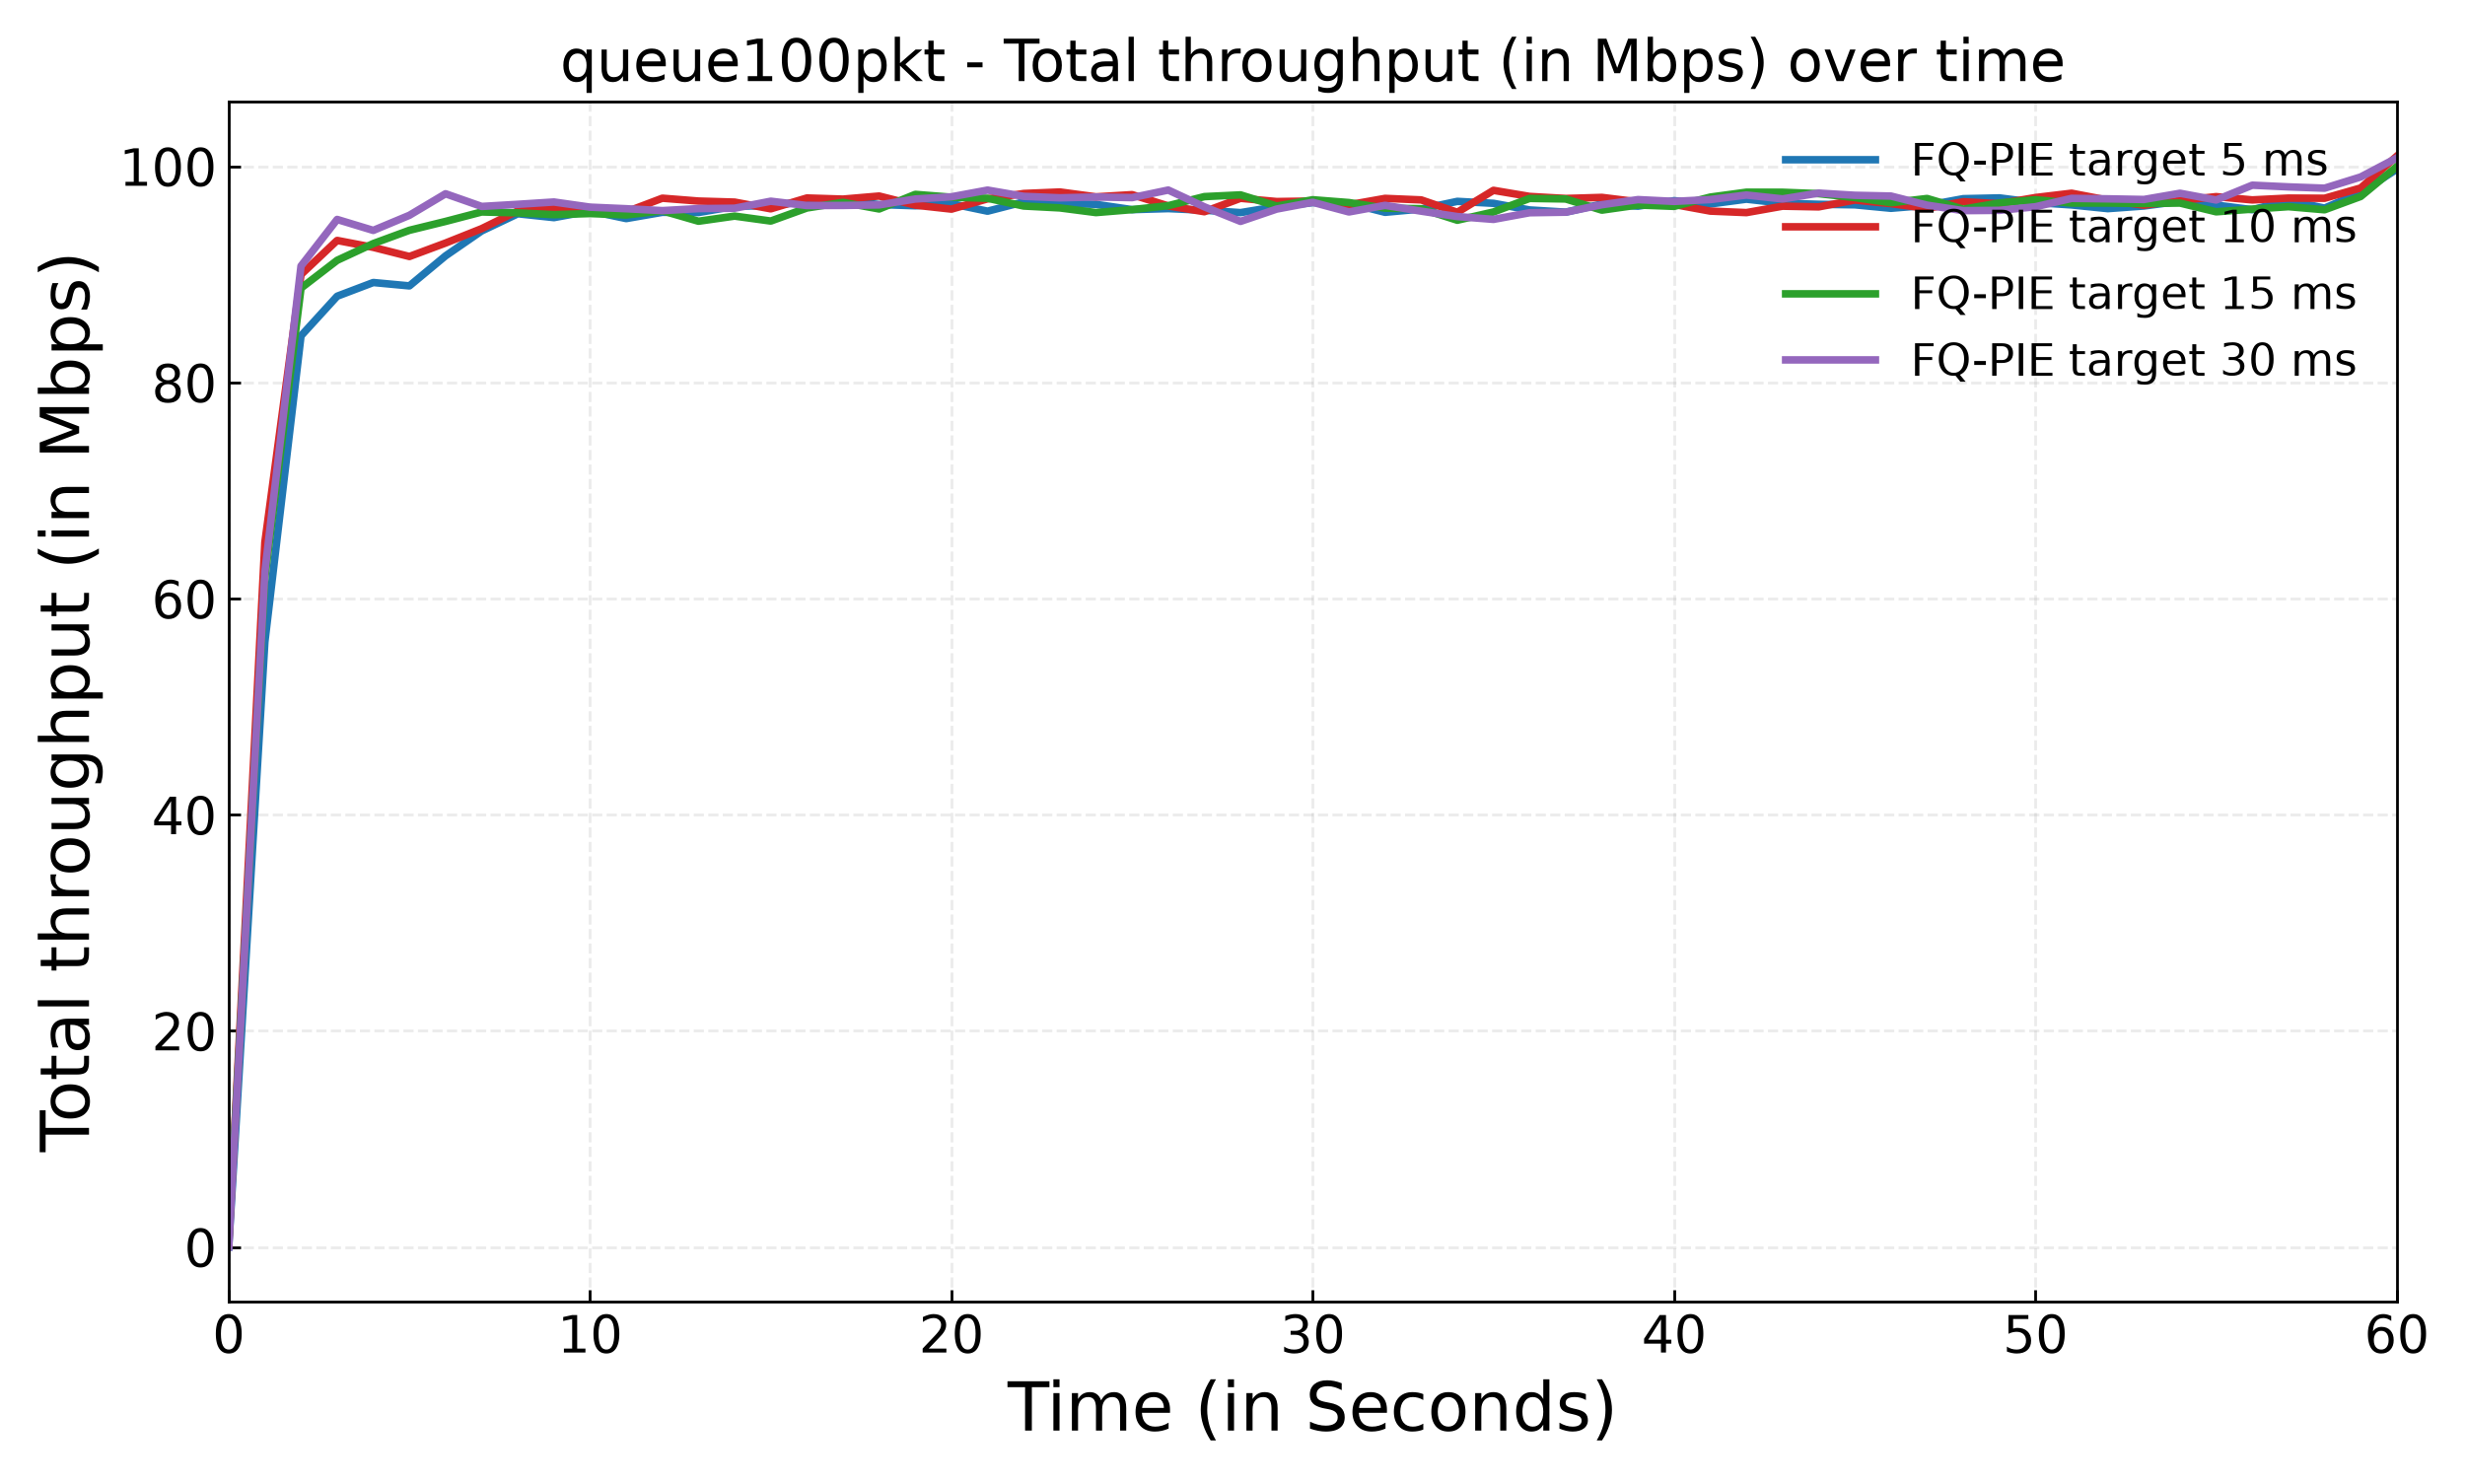 queue100pkt - Total throughput (in Mbps) over time
Total throughput (in Mbps)
100
80
60
40
20
0
FQ-PIE target 5 ms
FQ-PIE target 10 ms
FQ-PIE target 15 ms
FQ-PIE target 30 ms
0 10 20 30 40 50 60
Time (in Seconds)